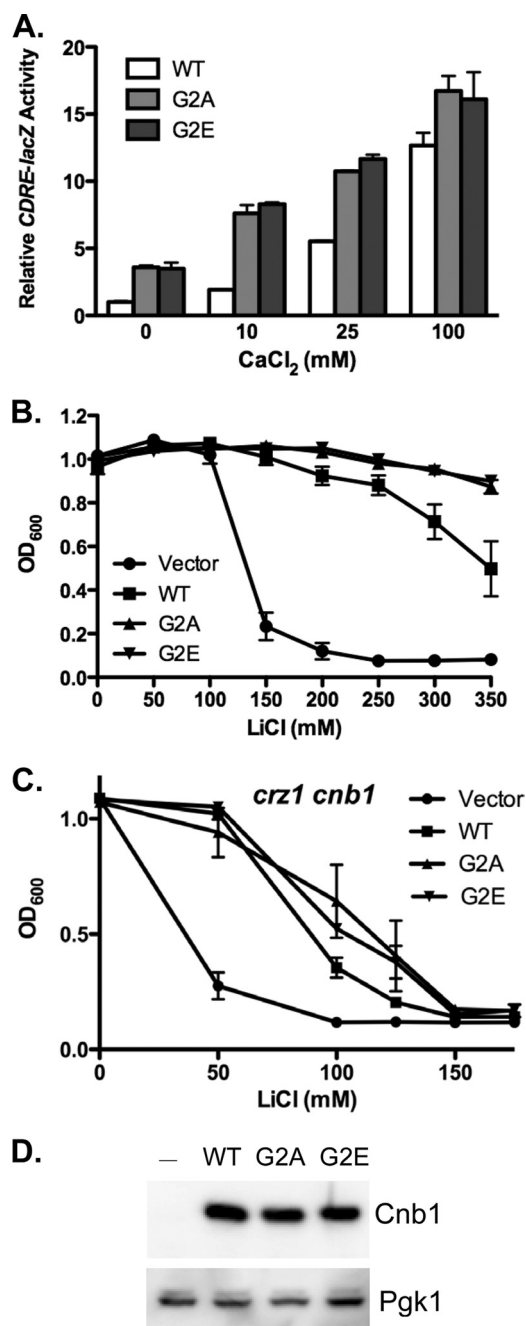 A.
Relative CDRE-lacZ Activity
20
15
10
5
0
WT
G2A
G2E
0 10 25 100
CaCl₂ (mM)
B.
OD₆₀₀
1.2
1.0
0.8
0.6
0.4
0.2
0.0
Vector
WT
G2A
G2E
0 50 100 150 200 250 300 350
LiCl (mM)
C.
crz1 cnb1
OD₆₀₀
1.0
0.5
0.0
Vector
WT
G2A
G2E
0 50 100 150
LiCl (mM)
D.
— WT G2A G2E
Cnb1
Pgk1